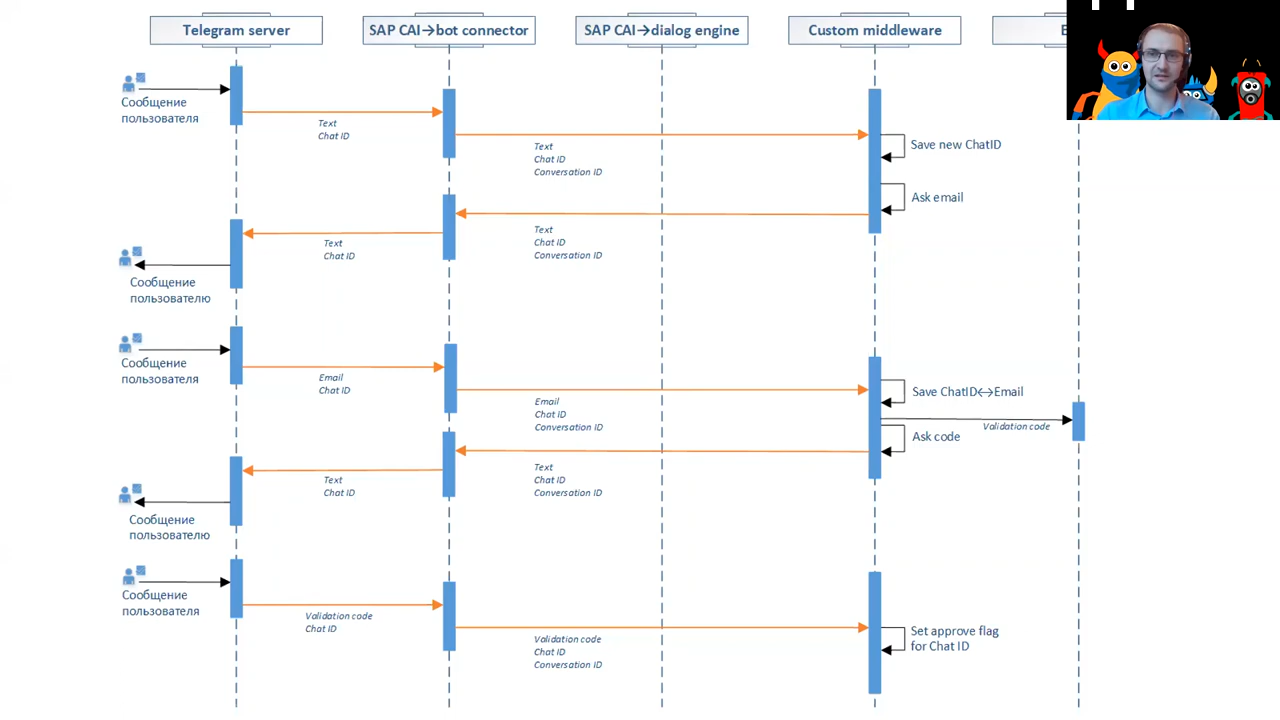 Telegram server
SAP CAI→bot connector
SAP CAI→dialog engine
Custom middleware
Сообщение
пользователя
Text
Chat ID
Text
Chat ID
Conversation ID
Save new ChatID
Ask email
Text
Chat ID
Conversation ID
Text
Chat ID
Сообщение
пользователю
Сообщение
пользователя
Email
Chat ID
Email
Chat ID
Conversation ID
Save ChatID↔Email
Validation code
Ask code
Text
Chat ID
Conversation ID
Text
Chat ID
Сообщение
пользователю
Сообщение
пользователя
Validation code
Chat ID
Validation code
Chat ID
Conversation ID
Set approve flag
for Chat ID